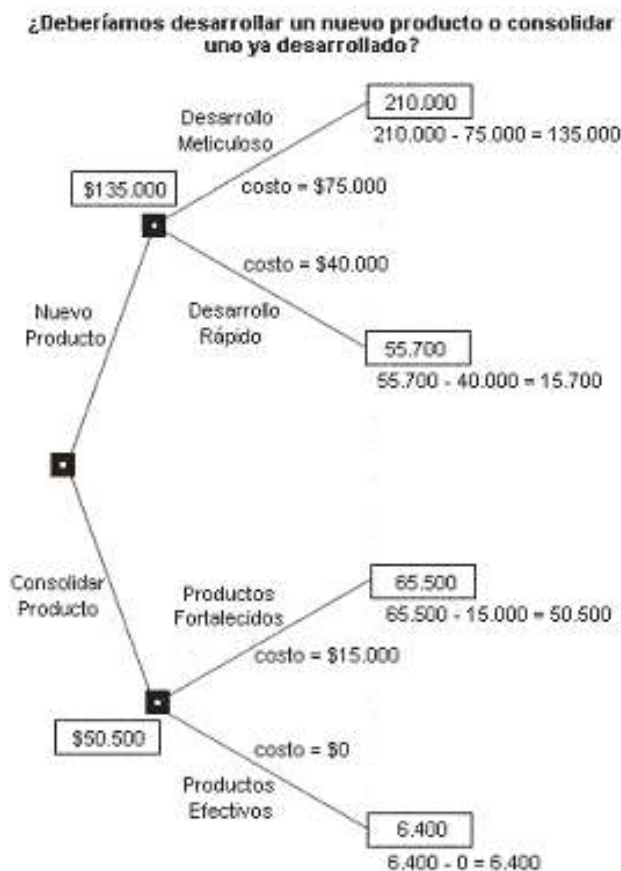 ¿Deberíamos desarrollar un nuevo producto o consolidar
uno ya desarrollado?
210.000
210.000 - 75.000 = 135.000
Desarrollo
Meticuloso
costo = $75.000
$135.000
costo = $40.000
Desarrollo
Rápido
55.700
55.700 - 40.000 = 15.700
Nuevo
Producto
Consolidar
Producto
Productos
Fortalecidos
65.500
65.500 - 15.000 = 50.500
costo = $15.000
$50.500
costo = $0
Productos
Efectivos
6.400
6.400 - 0 = 6.400